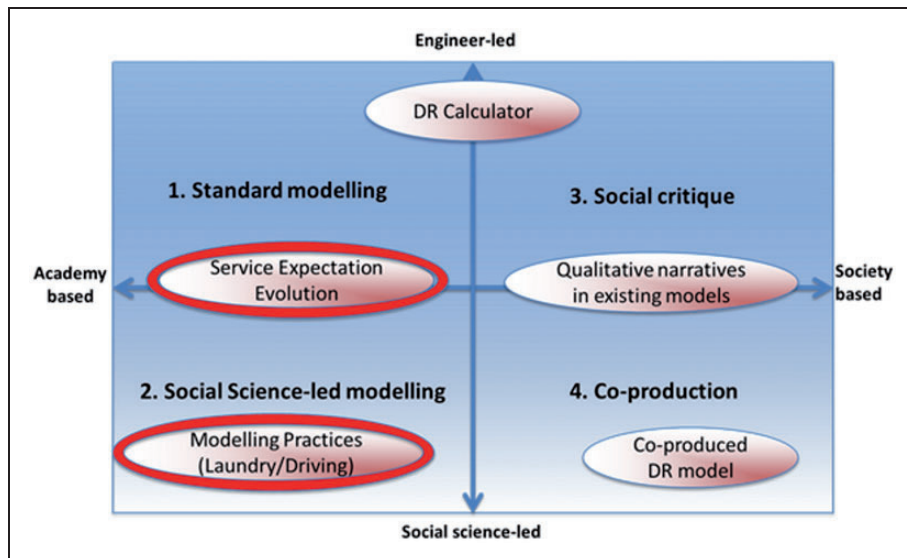 Engineer-led
DR Calculator
1. Standard modelling
3. Social critique
Academy
based
Service Expectation
Evolution
Qualitative narratives
in existing models
Society
based
2. Social Science-led modelling
4. Co-production
Modelling Practices
(Laundry/Driving)
Co-produced
DR model
Social science-led